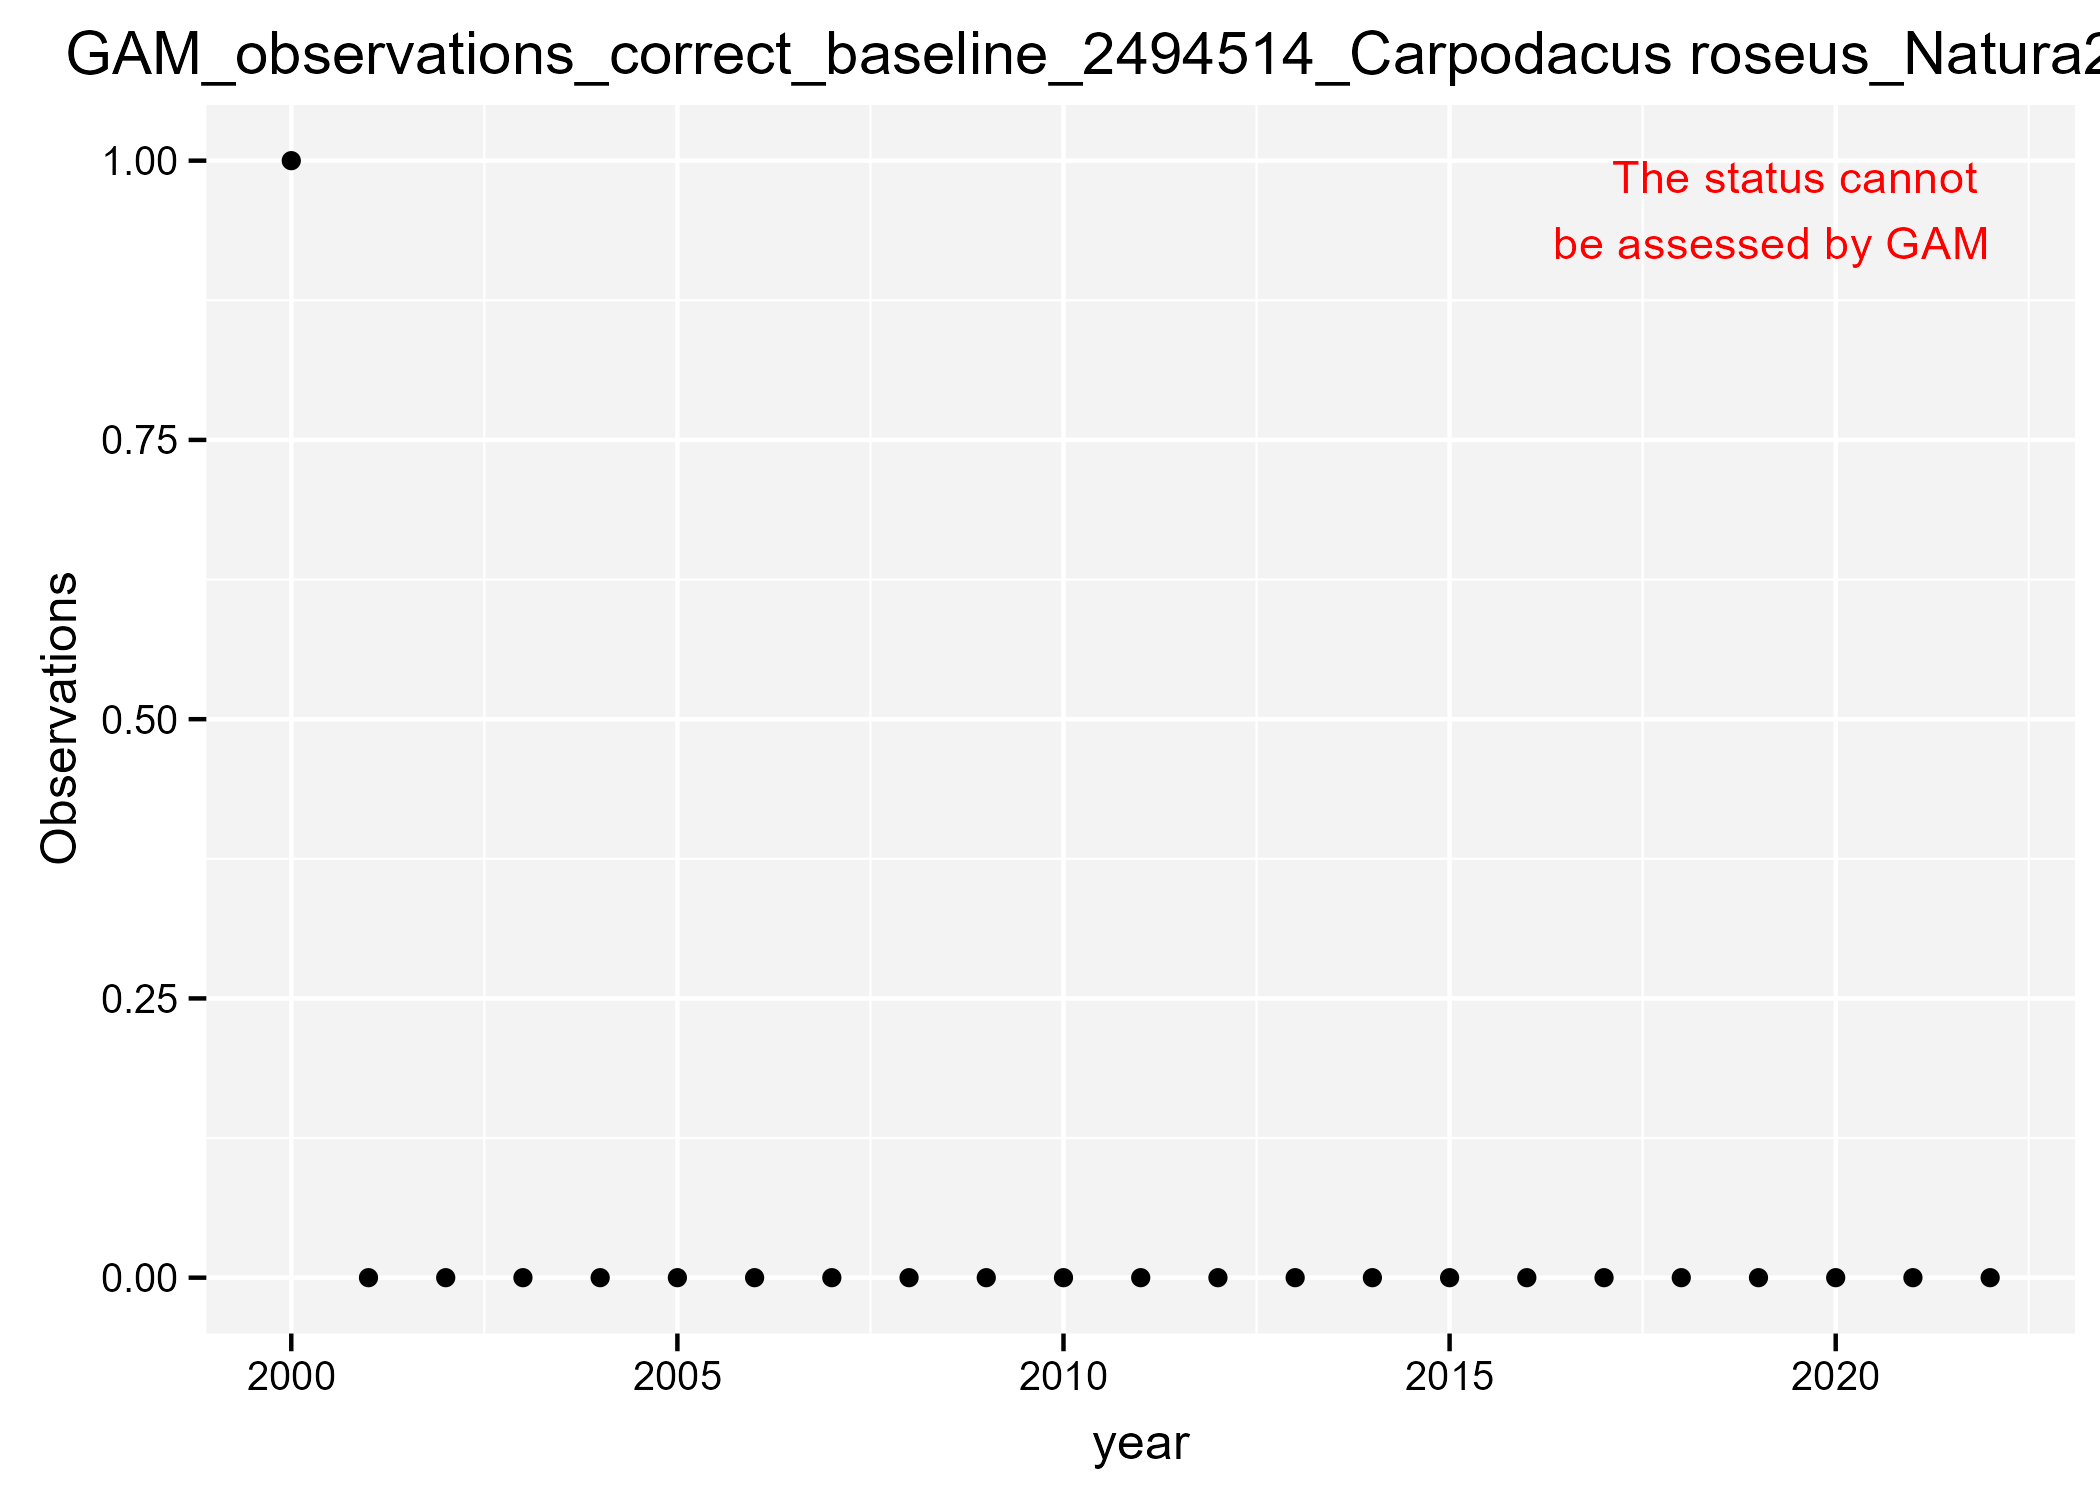 GAM_observations_correct_baseline_2494514_Carpodacus roseus_Natura2
1.00
The status cannot
be assessed by GAM
0.75
0.50
0.25
0.00
Observations
2000 2005 2010 2015 2020
year